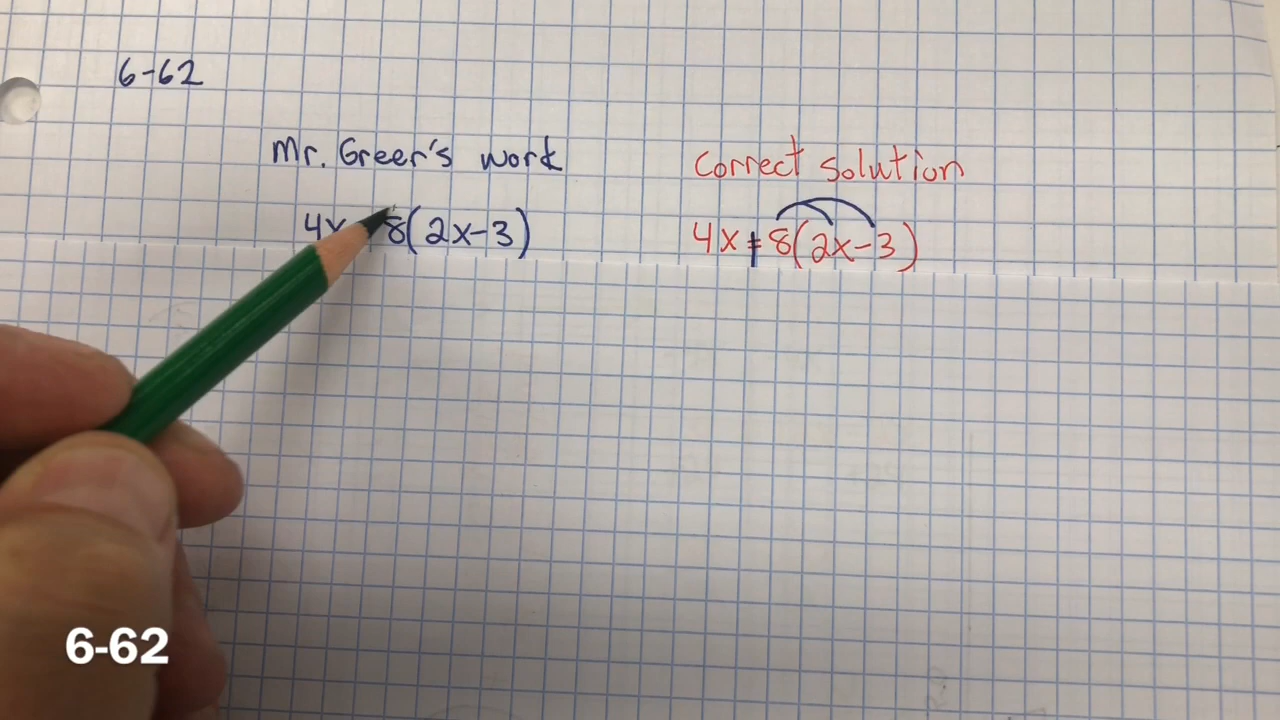 6-62
Mr. Greer's work
Correct Solution
4x 8(2x-3)
4x=8(2x-3)
6-62